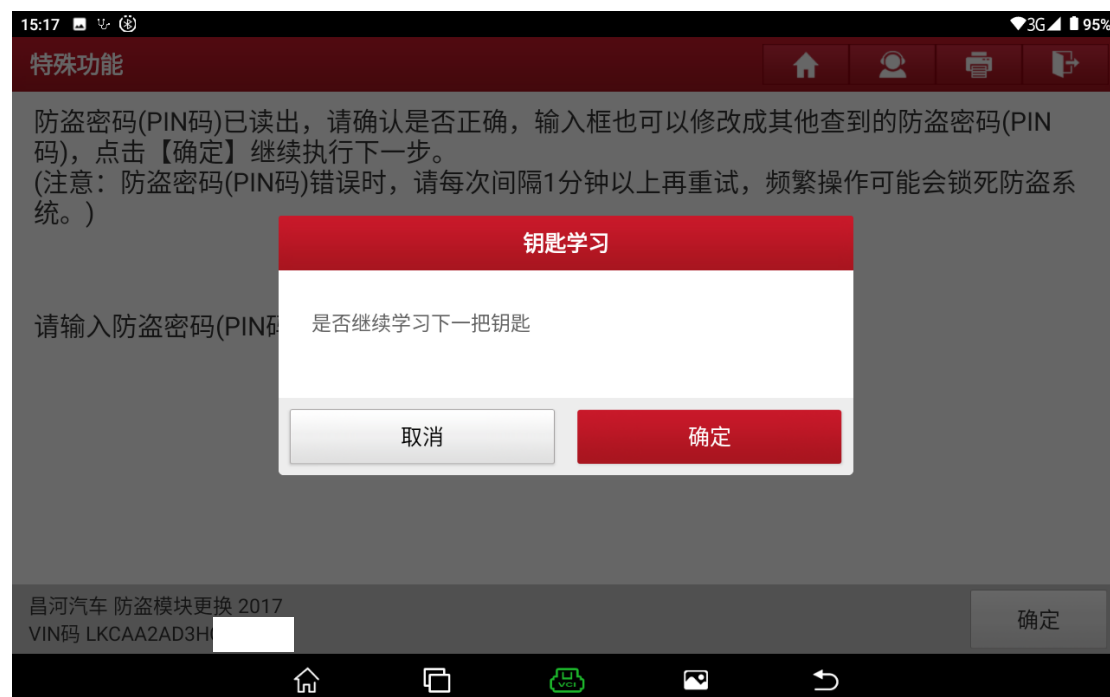 15:17
3G
95%
特殊功能
防盗密码(PIN码)已读出，请确认是否正确，输入框也可以修改成其他查到的防盗密码(PIN
码)，点击【确定】继续执行下一步。
(注意：防盗密码(PIN码)错误时，请每次间隔1分钟以上再重试，频繁操作可能会锁死防盗系
统。)
钥匙学习
请输入防盗密码(PIN码
是否继续学习下一把钥匙
取消
确定
昌河汽车 防盗模块更换 2017
VIN码 LKCAA2AD3H
确定
VCI